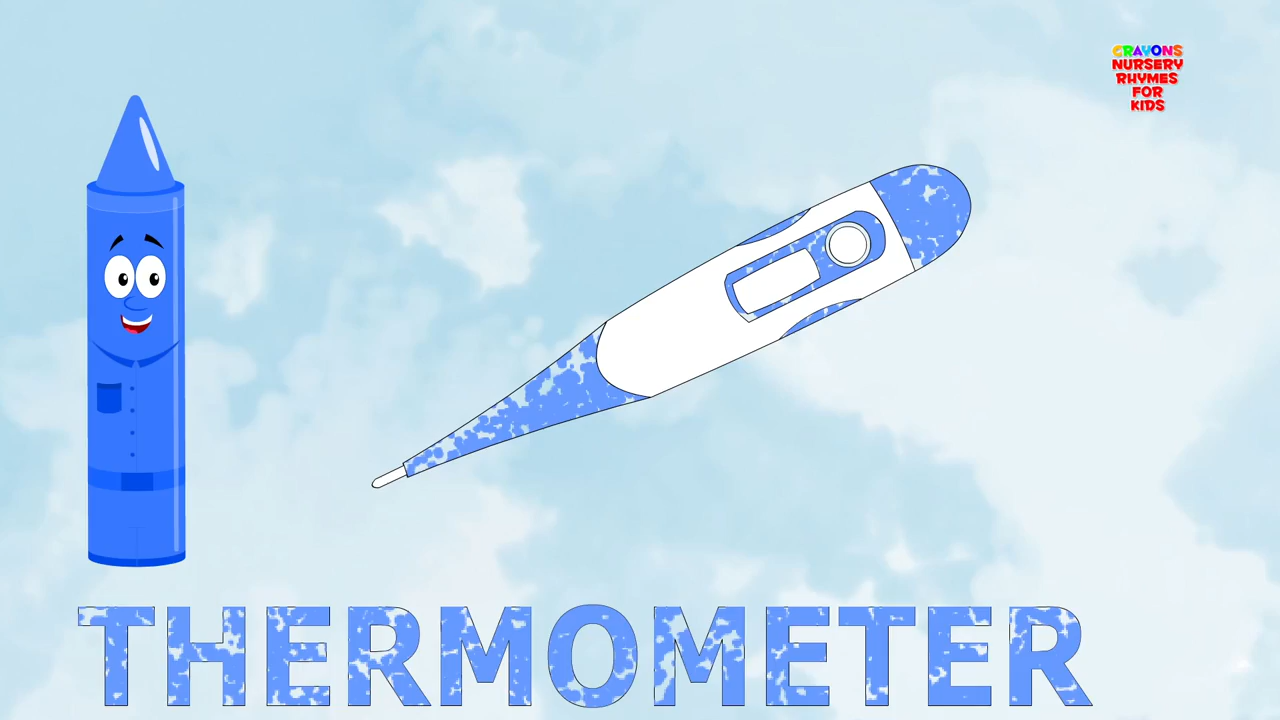 CRAYONS
NURSERY
RHYMES
FOR
KIDS
THERMOMETER